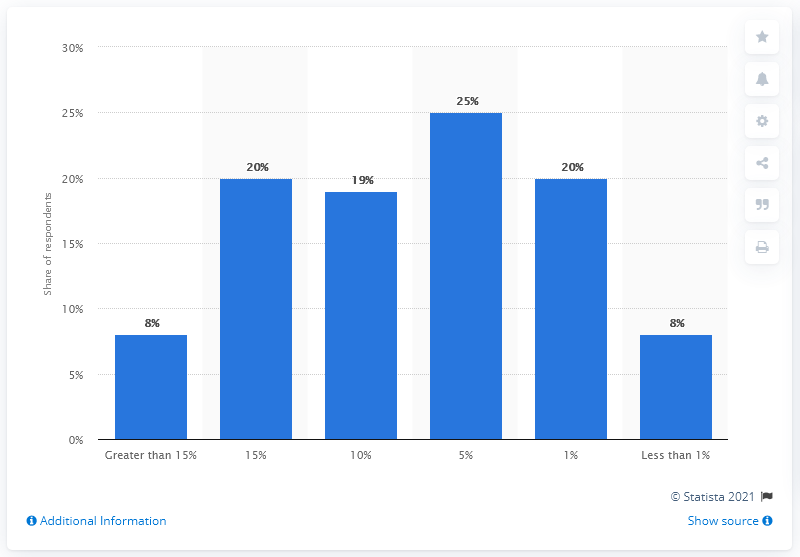 30%
25%
20%
15%
10%
5%
0%
Share of respondents
8%
20%
19%
25%
20%
8%
Greater than 15%
15%
10%
5%
1%
Less than 1%
© Statista 2021
Additional Information
Show source